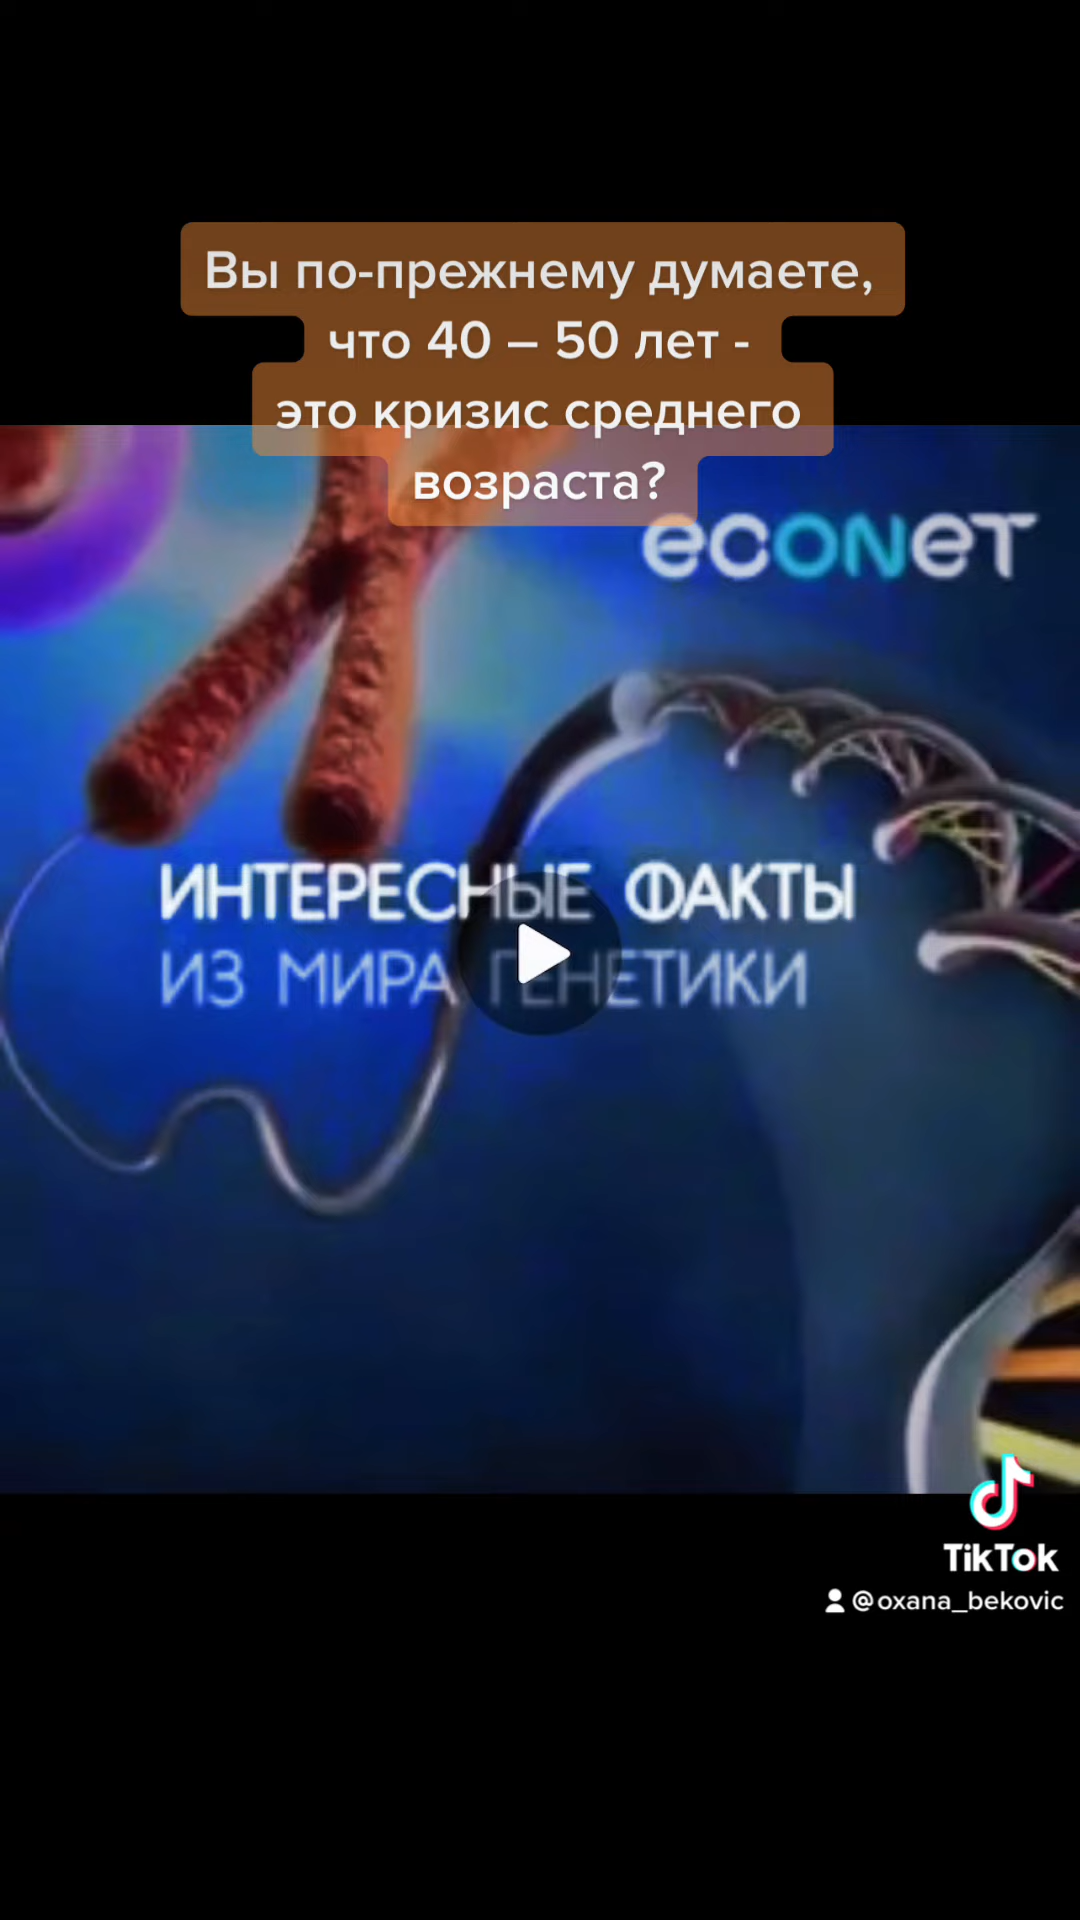 Вы по-прежнему думаете,
что 40 – 50 лет -
это кризис среднего
возраста?
eCONeT
ИНТЕРЕСНЫЕ ФАКТЫ
ИЗ МИРА ГЕНЕТИКИ
TikTok
@oxana_bekovic